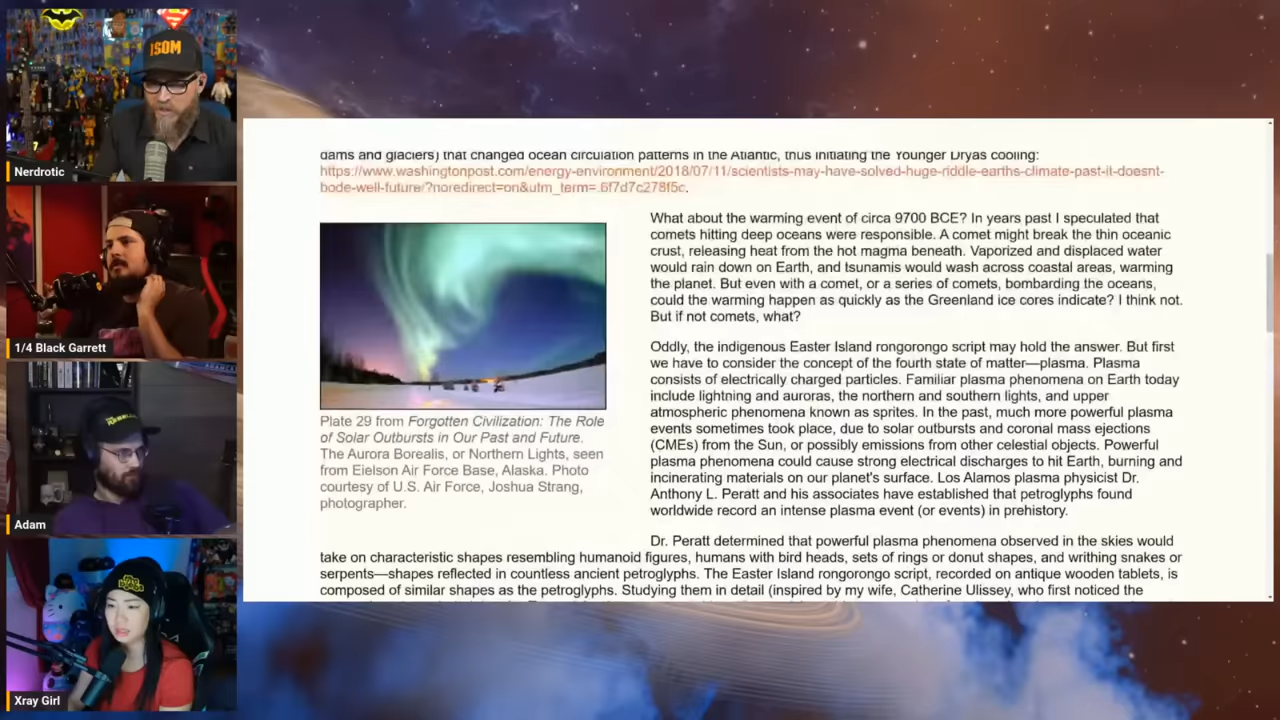 ISOM
Nerdrotic
1/4 Black Garrett
Adam
Xray Girl
dams and glaciers) that changed ocean circulation patterns in the Atlantic, thus initiating the Younger Dryas cooling:
https://www.washingtonpost.com/energy-environment/2018/07/11/scientists-may-have-solved-huge-riddle-earths-climate-past-it-doesnt-
bode-well-future/?noredirect=on&utm_term=.6f7d7c278f5c.
Plate 29 from Forgotten Civilization: The Role
of Solar Outbursts in Our Past and Future.
The Aurora Borealis, or Northern Lights, seen
from Eielson Air Force Base, Alaska. Photo
courtesy of U.S. Air Force, Joshua Strang,
photographer.
What about the warming event of circa 9700 BCE? In years past I speculated that
comets hitting deep oceans were responsible. A comet might break the thin oceanic
crust, releasing heat from the hot magma beneath. Vaporized and displaced water
would rain down on Earth, and tsunamis would wash across coastal areas, warming
the planet. But even with a comet, or a series of comets, bombarding the oceans,
could the warming happen as quickly as the Greenland ice cores indicate? I think not.
But if not comets, what?
Oddly, the indigenous Easter Island rongorongo script may hold the answer. But first
we have to consider the concept of the fourth state of matter—plasma. Plasma
consists of electrically charged particles. Familiar plasma phenomena on Earth today
include lightning and auroras, the northern and southern lights, and upper
atmospheric phenomena known as sprites. In the past, much more powerful plasma
events sometimes took place, due to solar outbursts and coronal mass ejections
(CMEs) from the Sun, or possibly emissions from other celestial objects. Powerful
plasma phenomena could cause strong electrical discharges to hit Earth, burning and
incinerating materials on our planet's surface. Los Alamos plasma physicist Dr.
Anthony L. Peratt and his associates have established that petroglyphs found
worldwide record an intense plasma event (or events) in prehistory.
Dr. Peratt determined that powerful plasma phenomena observed in the skies would
take on characteristic shapes resembling humanoid figures, humans with bird heads, sets of rings or donut shapes, and writhing snakes or
serpents—shapes reflected in countless ancient petroglyphs. The Easter Island rongorongo script, recorded on antique wooden tablets, is
composed of similar shapes as the petroglyphs. Studying them in detail (inspired by my wife, Catherine Ulissey, who first noticed the